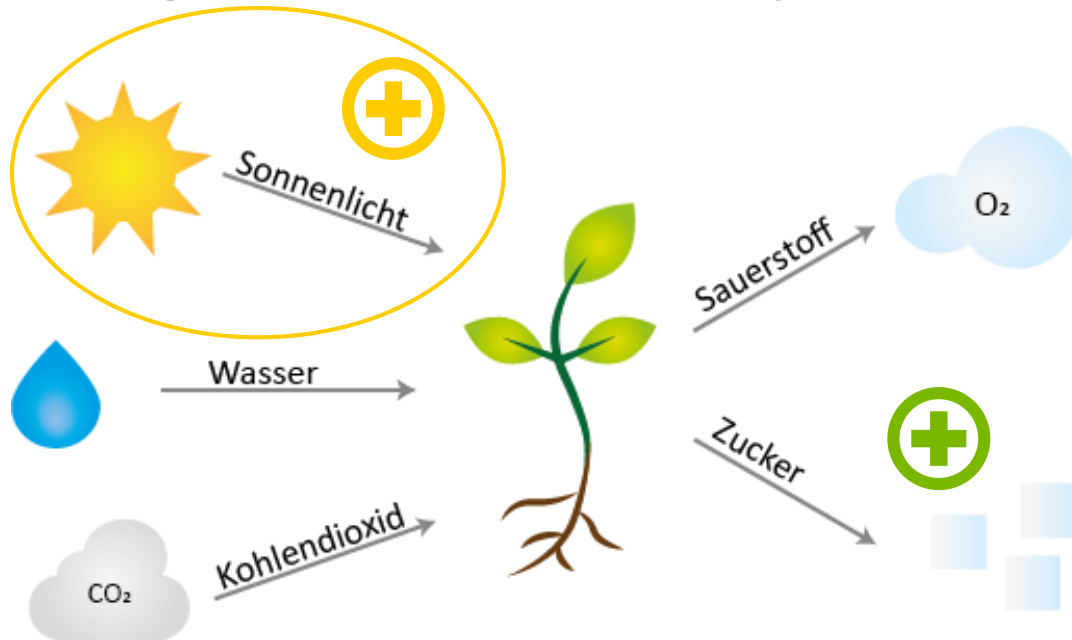 Sonnenlicht
Sauerstoff
O₂
Wasser
Zucker
Kohlendioxid
CO₂